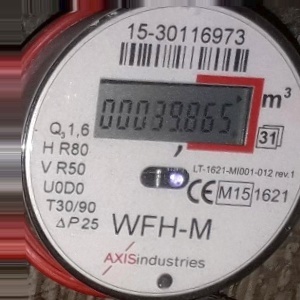 15-30116973
00039.865
m³
Q₃ 1,6
H R80
V R50
U0D0
T30/90
ΔP 25
31
LT-1621-MI001-012 rev.1
CE M15 1621
WFH-M
AXISindustries